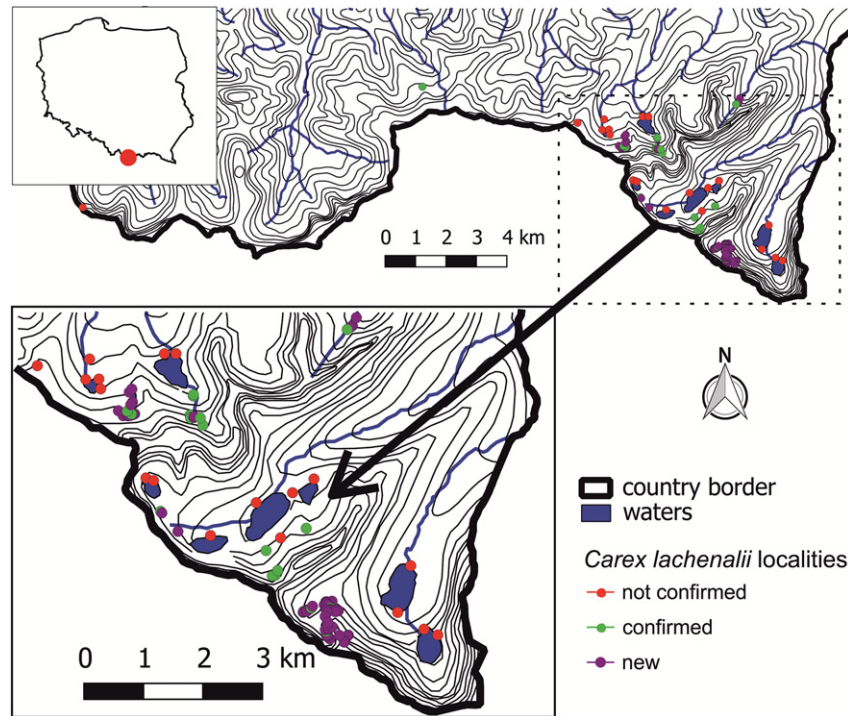 0 1 2 3 4 km
N
country border
waters
Carex lachenalii localities
not confirmed
confirmed
new
0 1 2 3 km